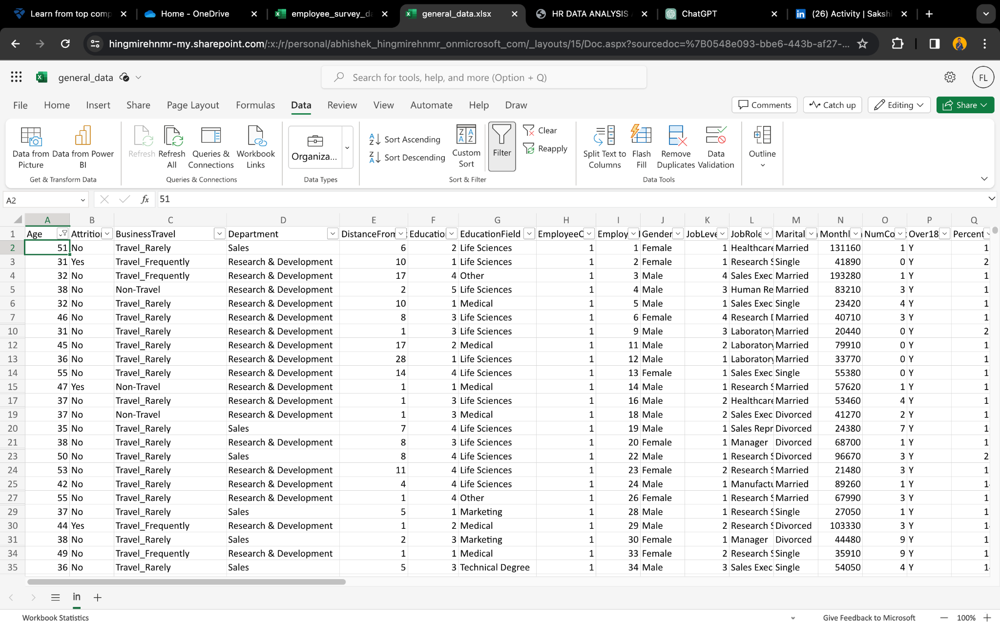 Learn from top comp
Home - OneDrive
employee_survey_da
general_data.xlsx
HR DATA ANALYSIS
ChatGPT
(26) Activity | Sakshi
hingmirehnmr-my.sharepoint.com/:x:/r/personal/abhishek_hingmirehnmr_onmicrosoft_com/_layouts/15/Doc.aspx?sourcedoc=%7B0548e093-bbe6-443b-af27-...
general_data
Search for tools, help, and more (Option + Q)
FL
File Home Insert Share Page Layout Formulas Data Review View Automate Help Draw
Comments Catch up Editing Share
Data from Picture
Data from Power BI
Get & Transform Data
Refresh
Refresh All
Queries & Connections
Workbook Links
Queries & Connections
Organiza...
Data Types
Sort Ascending
Sort Descending
Custom Sort
Filter
Clear
Reapply
Sort & Filter
Split Text to Columns
Flash Fill
Remove Duplicates
Data Validation
Data Tools
Outline
A2 fx 51
A B C D E F G H I J K L M N O P Q
1 Age Attrition BusinessTravel Department DistanceFrom Educatio EducationField EmployeeC Employ Gender JobLeve JobRole Marital Monthl NumCo Over18 Percent
2 51 No Travel_Rarely Sales 6 2 Life Sciences 1 1 Female 1 Healthcare Married 131160 1 Y 1
3 31 Yes Travel_Frequently Research & Development 10 1 Life Sciences 1 2 Female 1 Research S Single 41890 0 Y 2
4 32 No Travel_Frequently Research & Development 17 4 Other 1 3 Male 4 Sales Exec Married 193280 1 Y 1
5 38 No Non-Travel Research & Development 2 5 Life Sciences 1 4 Male 3 Human Re Married 83210 3 Y 1
6 32 No Travel_Rarely Research & Development 10 1 Medical 1 5 Male 1 Sales Exec Single 23420 4 Y 1
7 46 No Travel_Rarely Research & Development 8 3 Life Sciences 1 6 Female 4 Research D Married 40710 3 Y 1
10 31 No Travel_Rarely Research & Development 1 3 Life Sciences 1 9 Male 3 Laboratory Married 20440 0 Y 2
12 45 No Travel_Rarely Research & Development 17 2 Medical 1 11 Male 2 Laboratory Married 79910 0 Y 1
13 36 No Travel_Rarely Research & Development 28 1 Life Sciences 1 12 Male 1 Laboratory Married 33770 0 Y 1
14 55 No Travel_Rarely Research & Development 14 4 Life Sciences 1 13 Female 1 Sales Exec Single 55380 0 Y 1
15 47 Yes Non-Travel Research & Development 1 1 Medical 1 14 Male 1 Research S Married 57620 1 Y 1
17 37 No Travel_Rarely Research & Development 1 3 Life Sciences 1 16 Male 2 Healthcare Married 53460 4 Y 1
19 37 No Non-Travel Research & Development 1 3 Medical 1 18 Male 2 Sales Exec Divorced 41270 2 Y 1
20 35 No Travel_Rarely Sales 7 4 Life Sciences 1 19 Male 1 Sales Repr Divorced 24380 7 Y 1
21 38 No Travel_Rarely Research & Development 8 3 Life Sciences 1 20 Female 1 Manager Divorced 68700 1 Y 1
23 50 No Travel_Rarely Sales 8 4 Life Sciences 1 22 Male 1 Research S Divorced 96670 3 Y 2
24 53 No Travel_Rarely Research & Development 11 4 Life Sciences 1 23 Female 2 Research S Married 21480 3 Y 1
25 42 No Travel_Rarely Research & Development 4 4 Life Sciences 1 24 Male 1 Manufactu Married 89260 1 Y 1
27 55 No Travel_Rarely Research & Development 1 4 Other 1 26 Female 1 Research S Married 67990 3 Y 1
29 37 No Travel_Rarely Sales 5 1 Marketing 1 28 Male 1 Research S Single 27050 1 Y 1
30 44 Yes Travel_Frequently Research & Development 1 2 Medical 1 29 Male 2 Research S Divorced 103330 3 Y 1
31 38 No Travel_Rarely Sales 2 3 Marketing 1 30 Female 1 Manager Divorced 44480 9 Y 1
34 49 No Travel_Frequently Research & Development 1 1 Medical 1 33 Female 2 Research S Single 35910 9 Y 1
35 36 No Travel_Rarely Sales 5 3 Technical Degree 1 34 Male 3 Sales Exec Single 54050 4 Y 1
in
Workbook Statistics
Give Feedback to Microsoft
100%